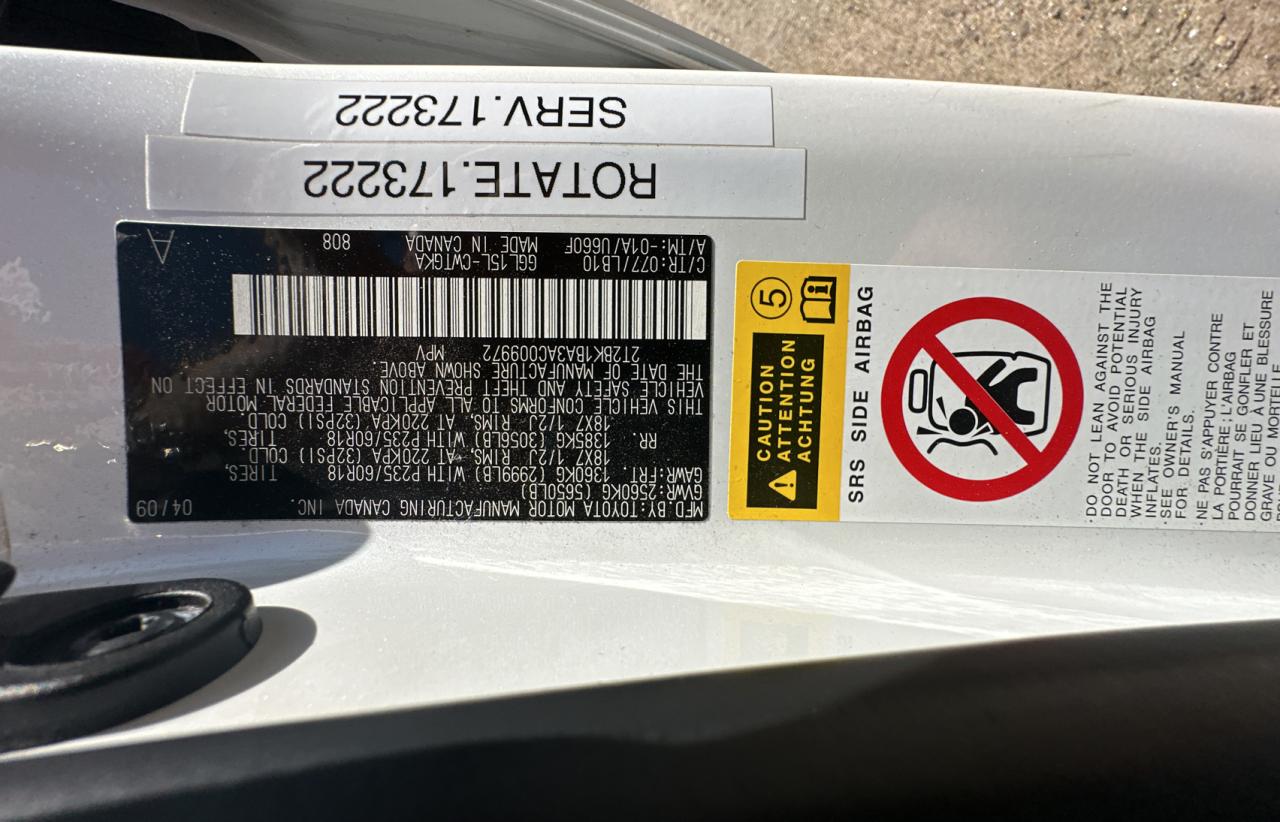 SERV.173222
ROTATE.173222
MFD.BY:TOYOTA MOTOR MANUFACTURING CANADA INC. 04/09
GVWR:2560KG (5650LB)
GAWR:FRT. 1360KG (2999LB) WITH P235/60R18 TIRES,
18X7 1/2J RIMS, AT 220KPA (32PSI) COLD
RR. 1385KG (3056LB) WITH P235/60R18 TIRES,
18X7 1/2J RIMS, AT 220KPA (32PSI) COLD
THIS VEHICLE CONFORMS TO ALL APPLICABLE FEDERAL MOTOR
VEHICLE SAFETY AND THEFT PREVENTION STANDARDS IN EFFECT ON
THE DATE OF MANUFACTURE SHOWN ABOVE.
2T2BK1BA3AC009972 MPV
C/TR:077/LB10 GGL15L-CWTGKA
A/TM:-01A/U660F MADE IN CANADA 808
A
5
CAUTION
ATTENTION
ACHTUNG
SRS SIDE AIRBAG
·DO NOT LEAN AGAINST THE
DOOR TO AVOID POTENTIAL
DEATH OR SERIOUS INJURY
WHEN THE SIDE AIRBAG
INFLATES.
·SEE OWNER'S MANUAL
FOR DETAILS.
·NE PAS S'APPUYER CONTRE
LA PORTIÈRE ; L'AIRBAG
POURRAIT SE GONFLER ET
DONNER LIEU À UNE BLESSURE
GRAVE OU MORTELLE